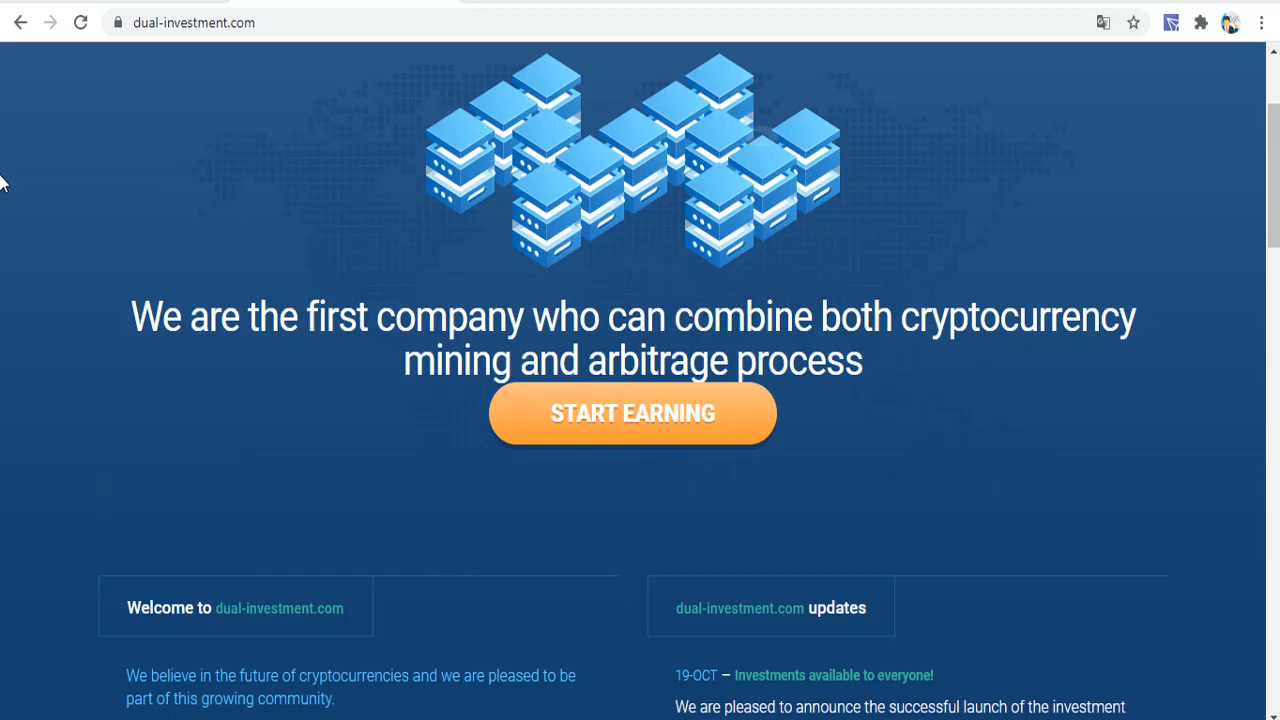 dual-investment.com
We are the first company who can combine both cryptocurrency
mining and arbitrage process
START EARNING
Welcome to dual-investment.com
We believe in the future of cryptocurrencies and we are pleased to be
part of this growing community.
dual-investment.com updates
19-OCT – Investments available to everyone!
We are pleased to announce the successful launch of the investment